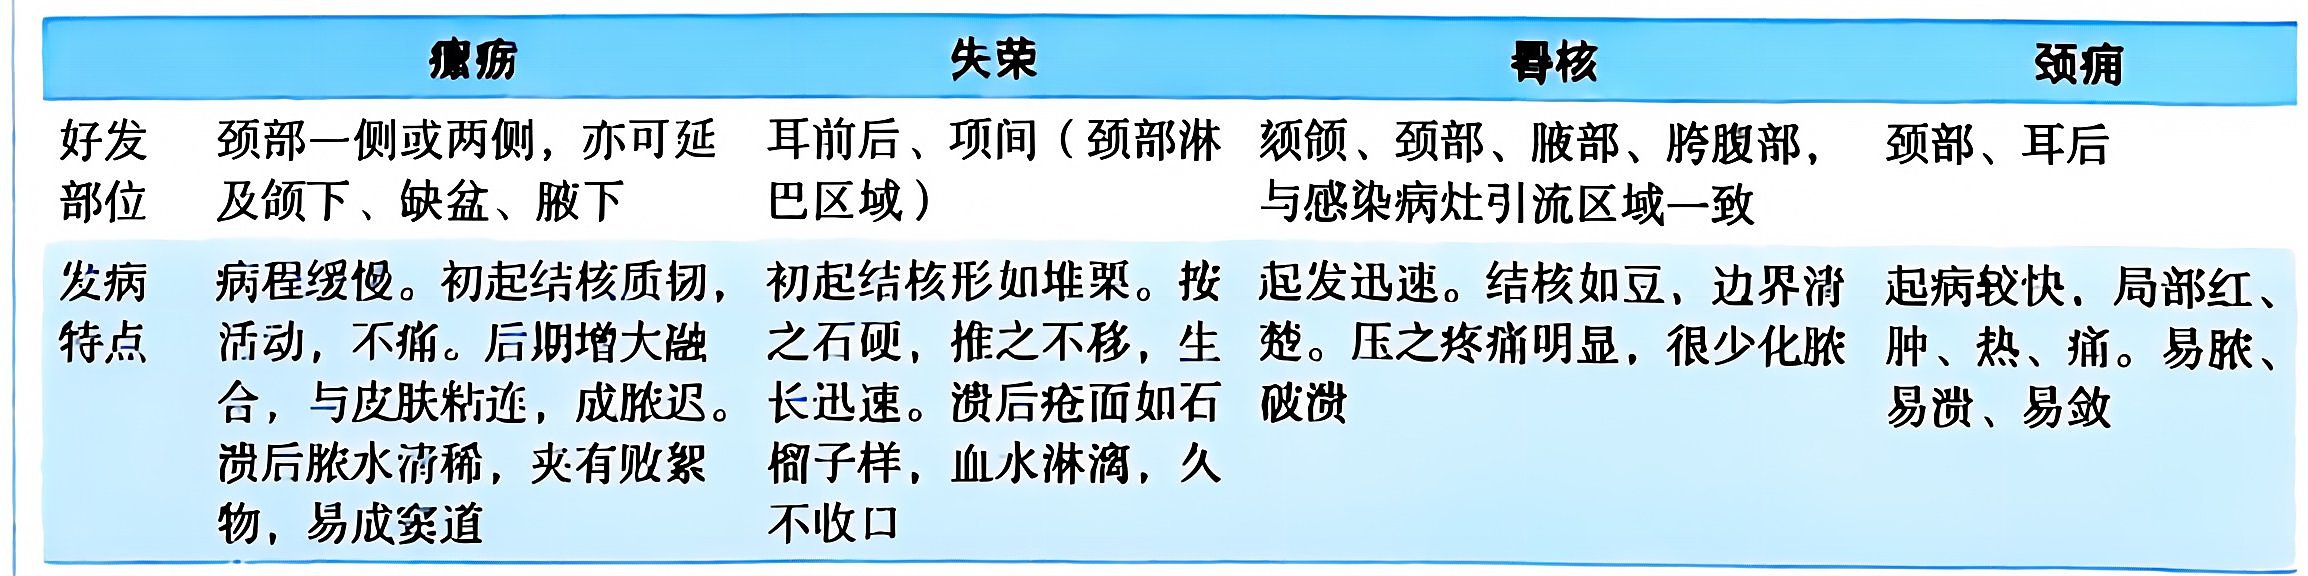 瘰疬
失荣
臖核
颈痈
好发
部位
颈部一侧或两侧，亦可延
及颌下、缺盆、腋下
耳前后、项间（颈部淋
巴区域）
颏颌、颈部、腋部、胯腹部，
与感染病灶引流区域一致
颈部、耳后
发病
特点
病程缓慢。初起结核质韧，
活动，不痛。后期增大融
合，与皮肤粘连，成脓迟。
溃后脓水清稀，夹有败絮
物，易成窦道
初起结核形如堆栗。按
之石硬，推之不移，生
长迅速。溃后疮面如石
榴子样，血水淋漓，久
不收口
起发迅速。结核如豆，边界清
楚。压之疼痛明显，很少化脓
破溃
起病较快，局部红、
肿、热、痛。易脓、
易溃、易敛